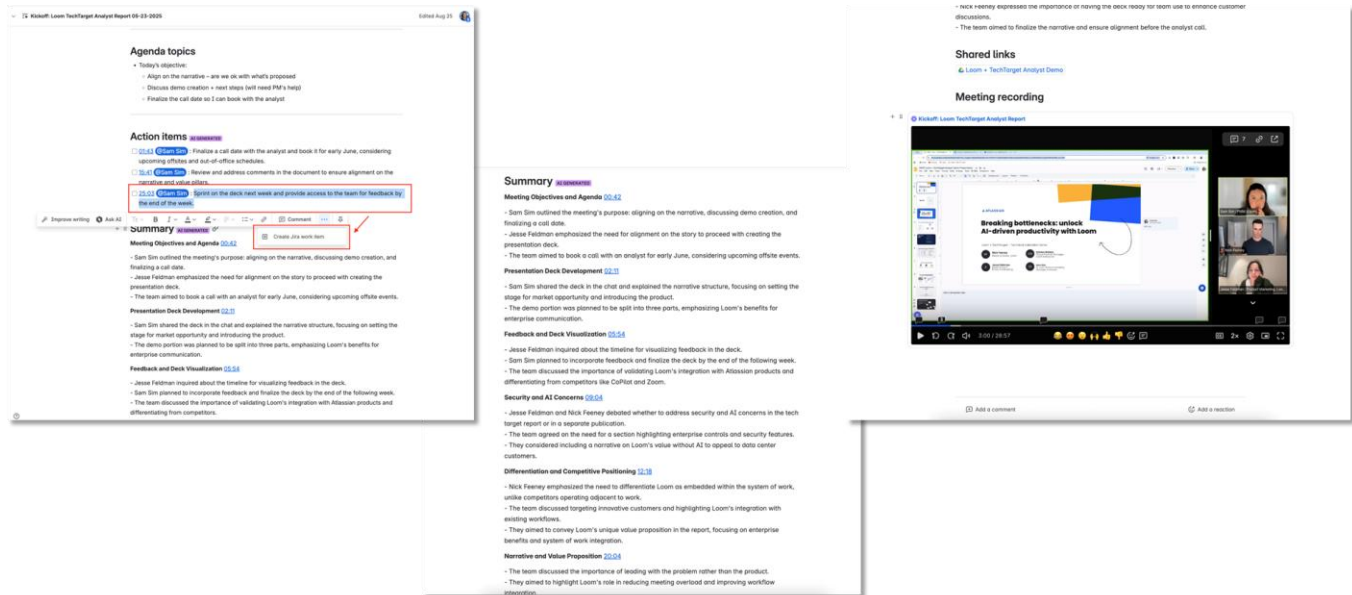 Kickoff: Loom TechTarget Analyst Report 05-23-2025
Edited Aug 25
Agenda topics
• Today's objective:
◦ Align on the narrative – are we ok with what's proposed
◦ Discuss demo creation + next steps (will need PM's help)
◦ Finalize the call date so I can book with the analyst
Action items AI GENERATED
01:43 @Sam Sim : Finalize a call date with the analyst and book it for early June, considering
upcoming offsites and out-of-office schedules.
15:41 @Sam Sim : Review and address comments in the document to ensure alignment on the
narrative and value pillars.
25:03 @Sam Sim : Sprint on the deck next week and provide access to the team for feedback by
the end of the week.
Improve writing Ask AI Comment
Create Jira work item
Summary AI GENERATED
Meeting Objectives and Agenda 00:42
- Sam Sim outlined the meeting's purpose: aligning on the narrative, discussing demo creation, and
finalizing a call date.
- Jesse Feldman emphasized the need for alignment on the story to proceed with creating the
presentation deck.
- The team aimed to book a call with an analyst for early June, considering upcoming offsite events.
Presentation Deck Development 02:11
- Sam Sim shared the deck in the chat and explained the narrative structure, focusing on setting the
stage for market opportunity and introducing the product.
- The demo portion was planned to be split into three parts, emphasizing Loom's benefits for
enterprise communication.
Feedback and Deck Visualization 05:54
- Jesse Feldman inquired about the timeline for visualizing feedback in the deck.
- Sam Sim planned to incorporate feedback and finalize the deck by the end of the following week.
- The team discussed the importance of validating Loom's integration with Atlassian products and
differentiating from competitors.
Summary AI GENERATED
Meeting Objectives and Agenda 00:42
- Sam Sim outlined the meeting's purpose: aligning on the narrative, discussing demo creation, and
finalizing a call date.
- Jesse Feldman emphasized the need for alignment on the story to proceed with creating the
presentation deck.
- The team aimed to book a call with an analyst for early June, considering upcoming offsite events.
Presentation Deck Development 02:11
- Sam Sim shared the deck in the chat and explained the narrative structure, focusing on setting the
stage for market opportunity and introducing the product.
- The demo portion was planned to be split into three parts, emphasizing Loom's benefits for
enterprise communication.
Feedback and Deck Visualization 05:54
- Jesse Feldman inquired about the timeline for visualizing feedback in the deck.
- Sam Sim planned to incorporate feedback and finalize the deck by the end of the following week.
- The team discussed the importance of validating Loom's integration with Atlassian products and
differentiating from competitors like CoPilot and Zoom.
Security and AI Concerns 09:04
- Jesse Feldman and Nick Feeney debated whether to address security and AI concerns in the tech
target report or in a separate publication.
- The team agreed on the need for a section highlighting enterprise controls and security features.
- They considered including a narrative on Loom's value without AI to appeal to data center
customers.
Differentiation and Competitive Positioning 12:18
- Nick Feeney emphasized the need to differentiate Loom as embedded within the system of work,
unlike competitors operating adjacent to work.
- The team discussed targeting innovative customers and highlighting Loom's integration with
existing workflows.
- They aimed to convey Loom's unique value proposition in the report, focusing on enterprise
benefits and system of work integration.
Narrative and Value Proposition 20:04
- The team discussed the importance of leading with the problem rather than the product.
- They aimed to highlight Loom's role in reducing meeting overload and improving workflow
integration.
- Nick Feeney expressed the importance of having the deck ready for team use to enhance customer
discussions.
- The team aimed to finalize the narrative and ensure alignment before the analyst call.
Shared links
Loom + TechTarget Analyst Demo
Meeting recording
Kickoff: Loom TechTarget Analyst Report
ATLASSIAN
Breaking bottlenecks: unlock
AI-driven productivity with Loom
3:00 / 28:57
2x
Add a comment
Add a reaction